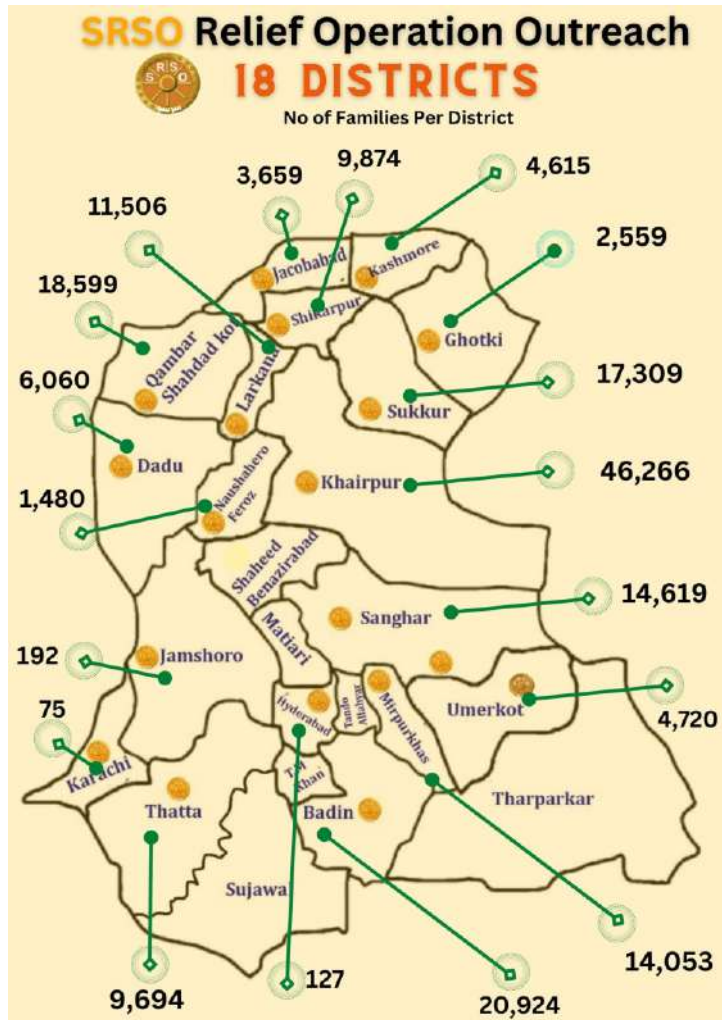 SRSO Relief Operation Outreach
SRSO
18 DISTRICTS
No of Families Per District
9,874
4,615
3,659
11,506
2,559
18,599
Jacobabad
Kashmore
Shikarpur
Ghotki
Qambar
Shahdad kot
Larkana
17,309
6,060
Sukkur
Dadu
Khairpur
46,266
1,480
Naushahero
Feroz
Shaheed
Benazirabad
14,619
Sanghar
Matiari
192
Jamshoro
75
Hyderabad
Tando
Allahyar
Mirpurkhas
Umerkot
4,720
Karachi
T.M
Khan
Thatta
Badin
Tharparkar
Sujawal
14,053
127
9,694
20,924